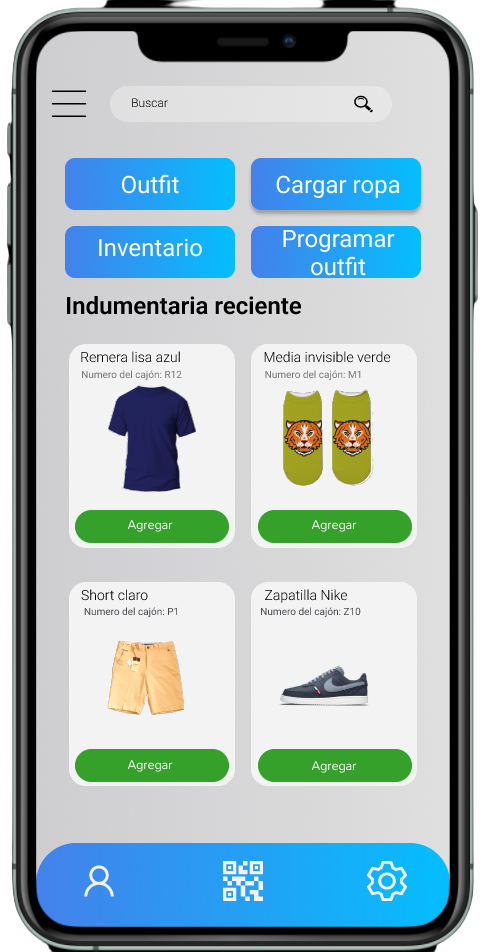 Buscar
Outfit
Cargar ropa
Inventario
Programar
outfit
Indumentaria reciente
Remera lisa azul
Numero del cajón: R12
Agregar
Media invisible verde
Numero del cajón: M1
Agregar
Short claro
Numero del cajón: P1
Agregar
Zapatilla Nike
Numero del cajón: Z10
Agregar